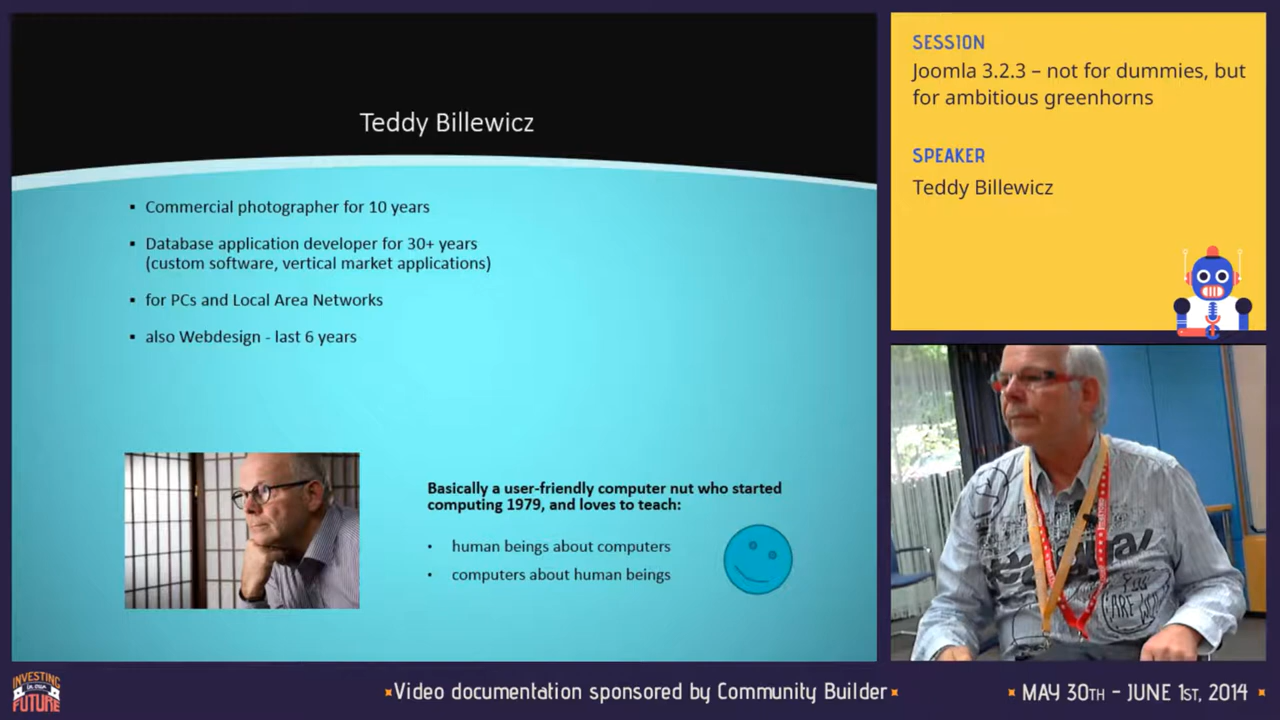 Teddy Billewicz
▪ Commercial photographer for 10 years
▪ Database application developer for 30+ years
(custom software, vertical market applications)
▪ for PCs and Local Area Networks
▪ also Webdesign - last 6 years
Basically a user-friendly computer nut who started
computing 1979, and loves to teach:
• human beings about computers
• computers about human beings
SESSION
Joomla 3.2.3 – not for dummies, but
for ambitious greenhorns
SPEAKER
Teddy Billewicz
YOU
ARE
INVESTING
FUTURE
Video documentation sponsored by Community Builder
MAY 30TH - JUNE 1ST, 2014